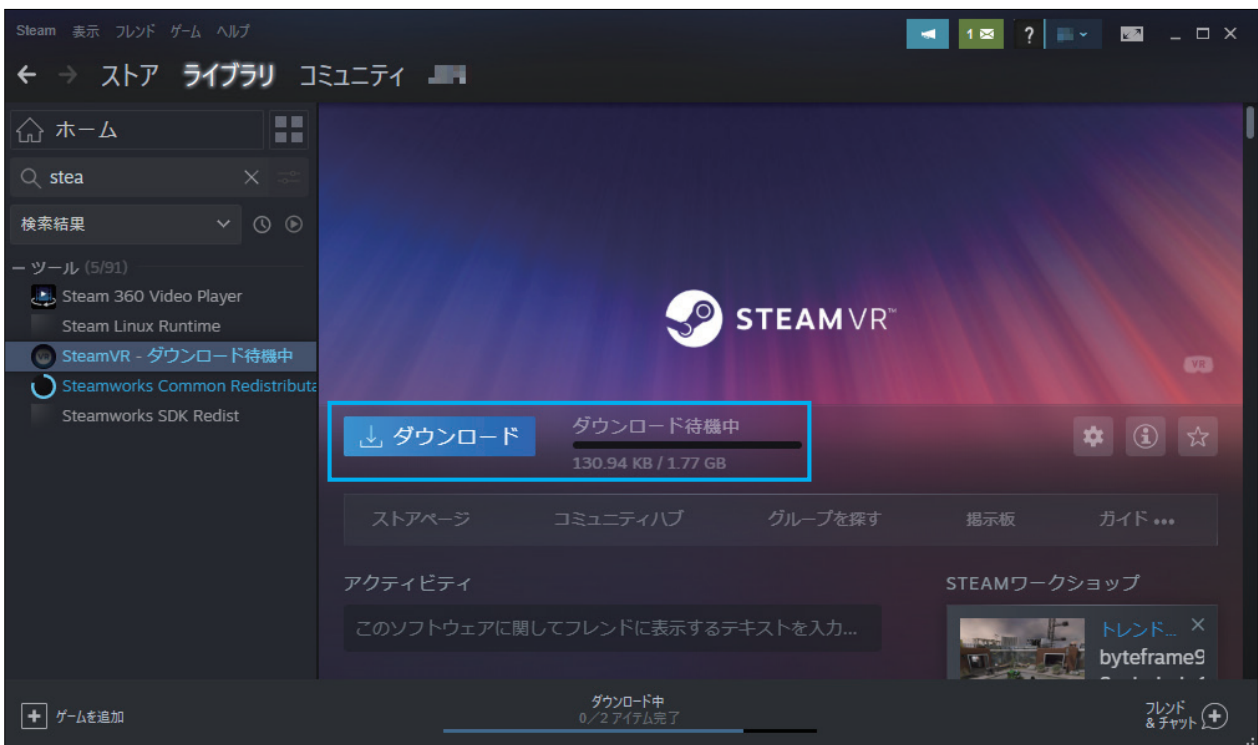 Steam 表示 フレンド ゲーム ヘルプ
1
?
ストア ライブラリ コミュニティ
ホーム
stea
検索結果
ツール (5/91)
Steam 360 Video Player
Steam Linux Runtime
SteamVR - ダウンロード待機中
Steamworks Common Redistributa
Steamworks SDK Redist
STEAMVR™
VR
ダウンロード
ダウンロード待機中
130.94 KB / 1.77 GB
ストアページ コミュニティハブ グループを探す 掲示板 ガイド •••
アクティビティ
このソフトウェアに関してフレンドに表示するテキストを入力...
STEAMワークショップ
トレンド...
byteframe9
ゲームを追加
ダウンロード中
0/2 アイテム完了
フレンド
& チャット